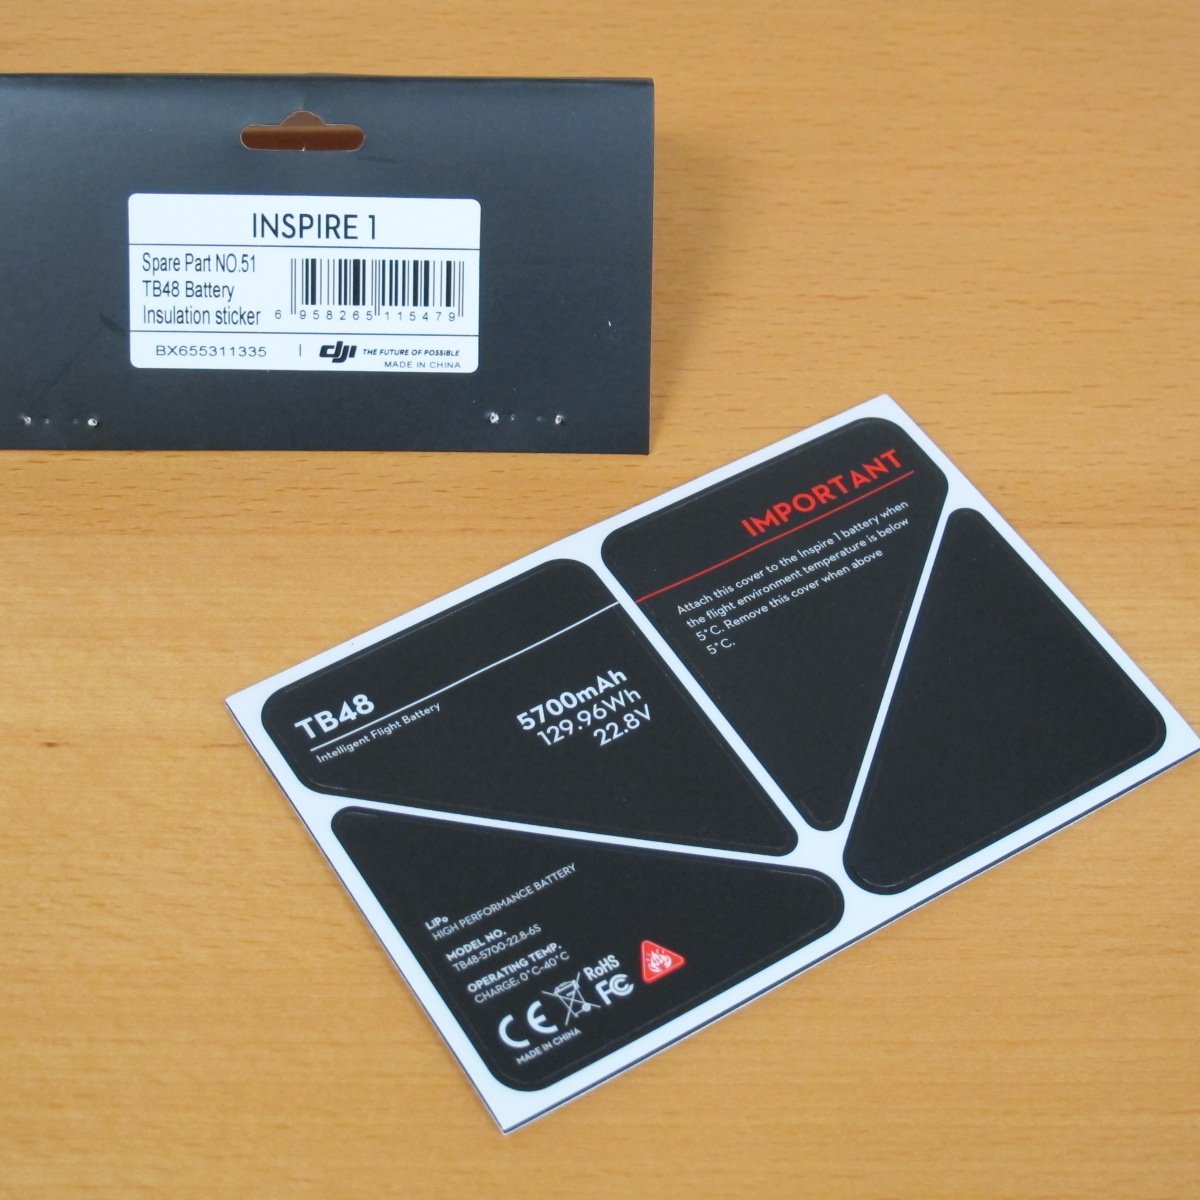 INSPIRE 1
Spare Part NO.51
TB48 Battery
Insulation sticker
6 958265 115479
BX655311335 | dji THE FUTURE OF POSSIBLE
MADE IN CHINA
IMPORTANT
Attach this cover to the Inspire 1 battery when
the flight environment temperature is below
5°C. Remove this cover when above
5°C.
TB48
Intelligent Flight Battery
5700mAh
129.96Wh
22.8V
LiPo
HIGH PERFORMANCE BATTERY
MODEL NO.
TB48-5700-22.8-6S
OPERATING TEMP.
CHARGE: 0°C-40°C
CE RoHS FC
MADE IN CHINA